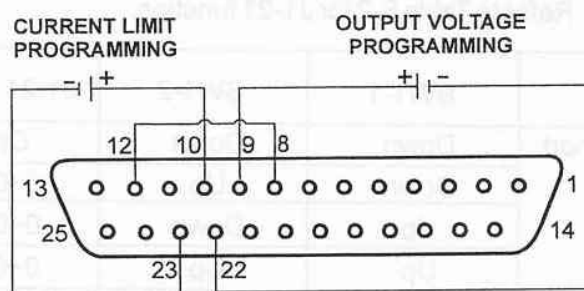 CURRENT LIMIT
PROGRAMMING
OUTPUT VOLTAGE
PROGRAMMING
- +
+ -
12 10 9 8
13
1
25
14
23 22